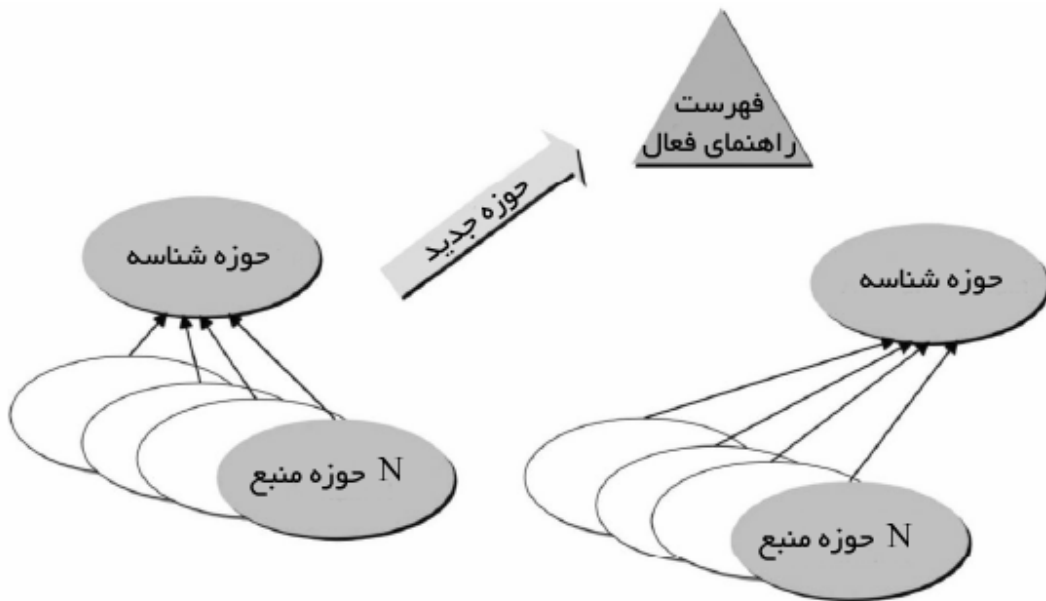 فهرست
راهنمای فعال
حوزه جدید
حوزه شناسه
حوزه شناسه
N حوزه منبع
N حوزه منبع